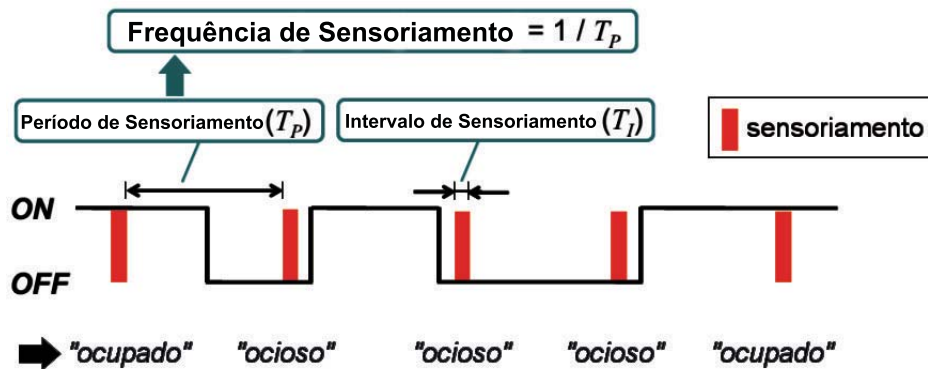 Frequência de Sensoriamento = 1 / T_P
Período de Sensoriamento (T_P)
Intervalo de Sensoriamento (T_I)
sensoriamento
ON
OFF
"ocupado" "ocioso" "ocioso" "ocioso" "ocupado"